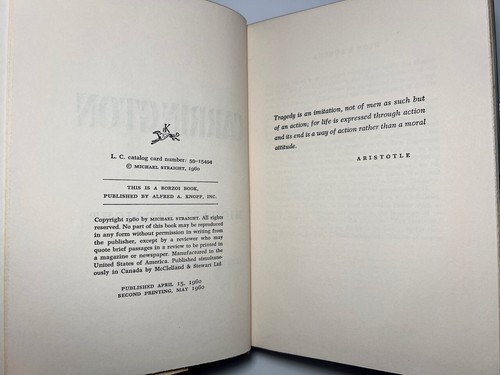 K
L. C. catalog card number: 59-15494
© MICHAEL STRAIGHT, 1960
THIS IS A BORZOI BOOK,
PUBLISHED BY ALFRED A. KNOPF, INC.
Copyright 1960 by MICHAEL STRAIGHT. All rights
reserved. No part of this book may be reproduced
in any form without permission in writing from
the publisher, except by a reviewer who may
quote brief passages in a review to be printed in
a magazine or newspaper. Manufactured in the
United States of America. Published simultane-
ously in Canada by McClelland & Stewart Ltd.
PUBLISHED APRIL 15, 1960
SECOND PRINTING, MAY 1960
Tragedy is an imitation, not of men as such but
of an action; for life is expressed through action
and its end is a way of action rather than a moral
attitude.
ARISTOTLE